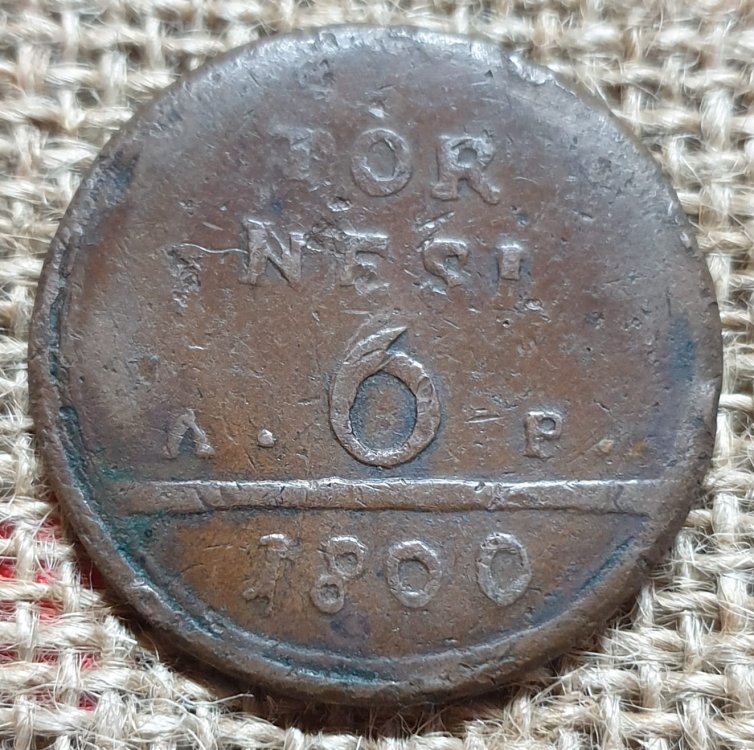 TOR
NESI
6
A. P.
1800